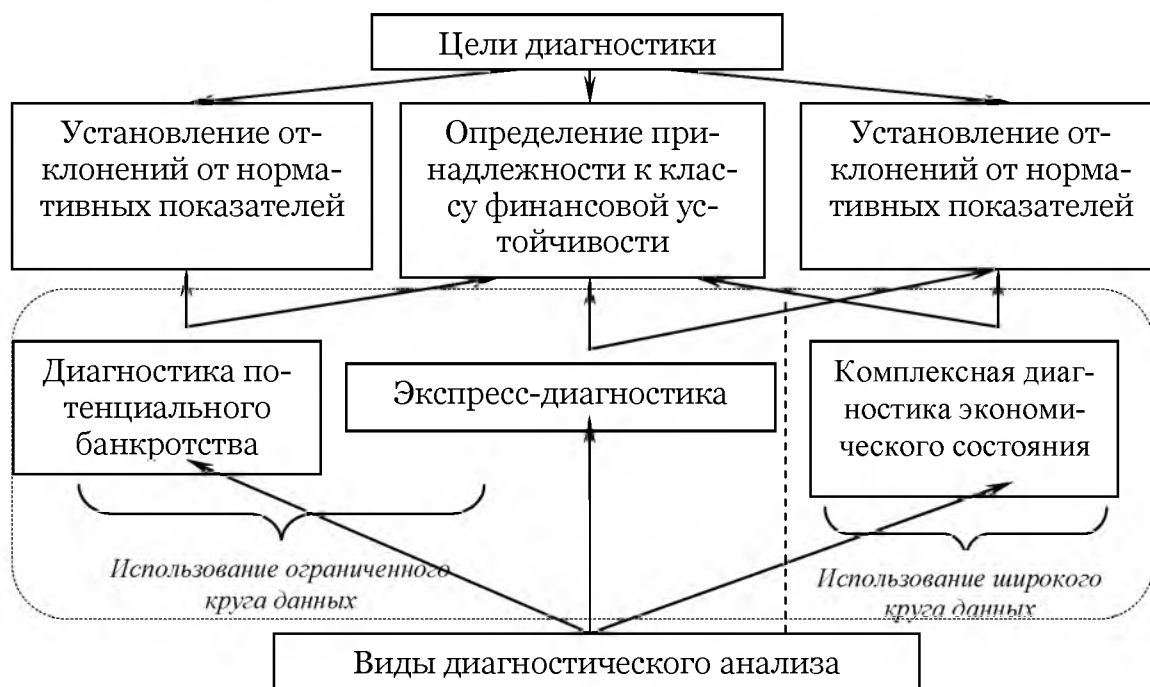 Цели диагностики
Установление от-
клонений от норма-
тивных показателей
Определение при-
надлежности к клас-
су финансовой ус-
тойчивости
Установление от-
клонений от норма-
тивных показателей
Диагностика по-
тенциального
банкротства
Экспресс-диагностика
Комплексная диаг-
ностика экономи-
ческого состояния
Использование ограниченного
круга данных
Использование широкого
круга данных
Виды диагностического анализа